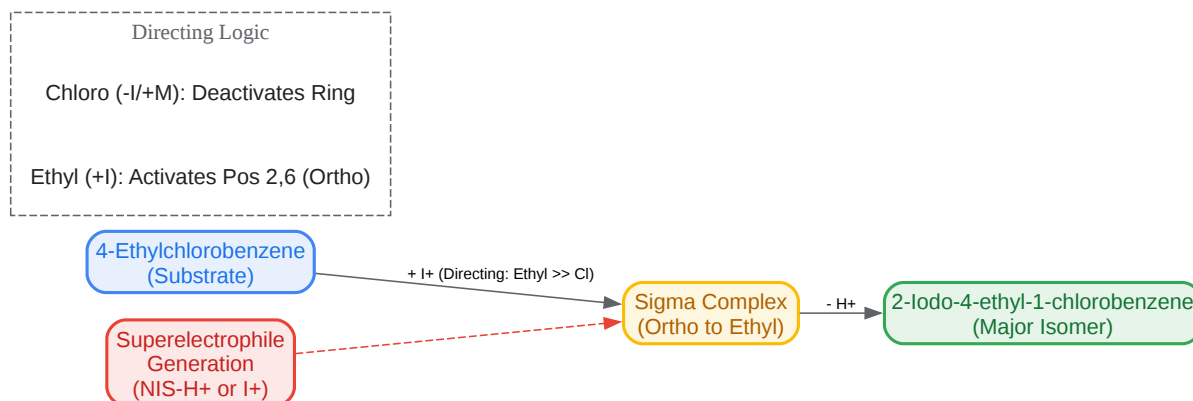 Directing Logic
Chloro (-I/+M): Deactivates Ring
Ethyl (+I): Activates Pos 2,6 (Ortho)
4-Ethylchlorobenzene
(Substrate)
+ I+ (Directing: Ethyl >> Cl)
Superelectrophile
Generation
(NIS-H+ or I+)
Sigma Complex
(Ortho to Ethyl)
- H+
2-Iodo-4-ethyl-1-chlorobenzene
(Major Isomer)